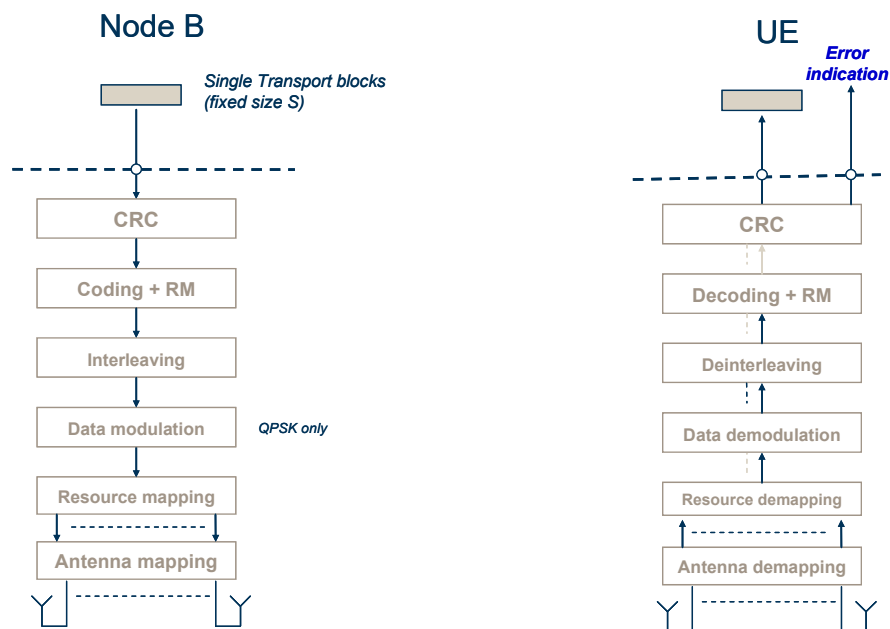 Node B
Single Transport blocks
(fixed size S)
CRC
Coding + RM
Interleaving
Data modulation
QPSK only
Resource mapping
Antenna mapping
UE
Error
indication
CRC
Decoding + RM
Deinterleaving
Data demodulation
Resource demapping
Antenna demapping